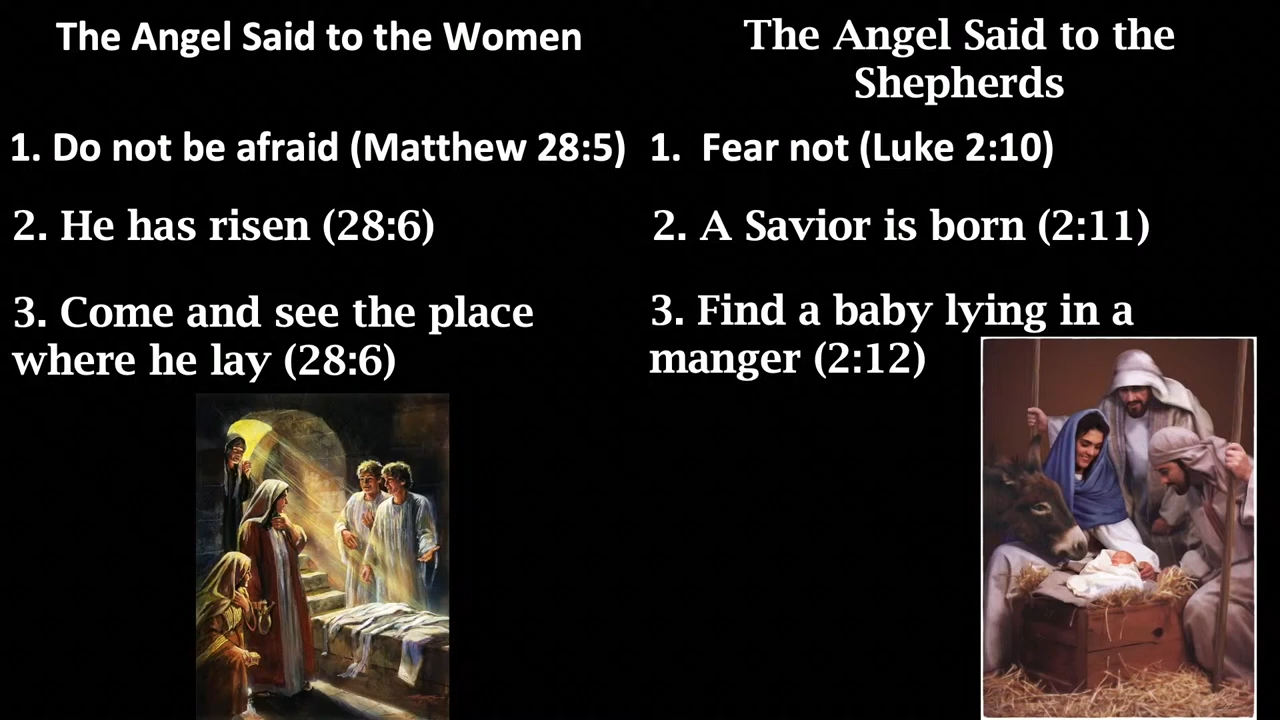 The Angel Said to the Women
1. Do not be afraid (Matthew 28:5)
2. He has risen (28:6)
3. Come and see the place
where he lay (28:6)
The Angel Said to the
Shepherds
1. Fear not (Luke 2:10)
2. A Savior is born (2:11)
3. Find a baby lying in a
manger (2:12)